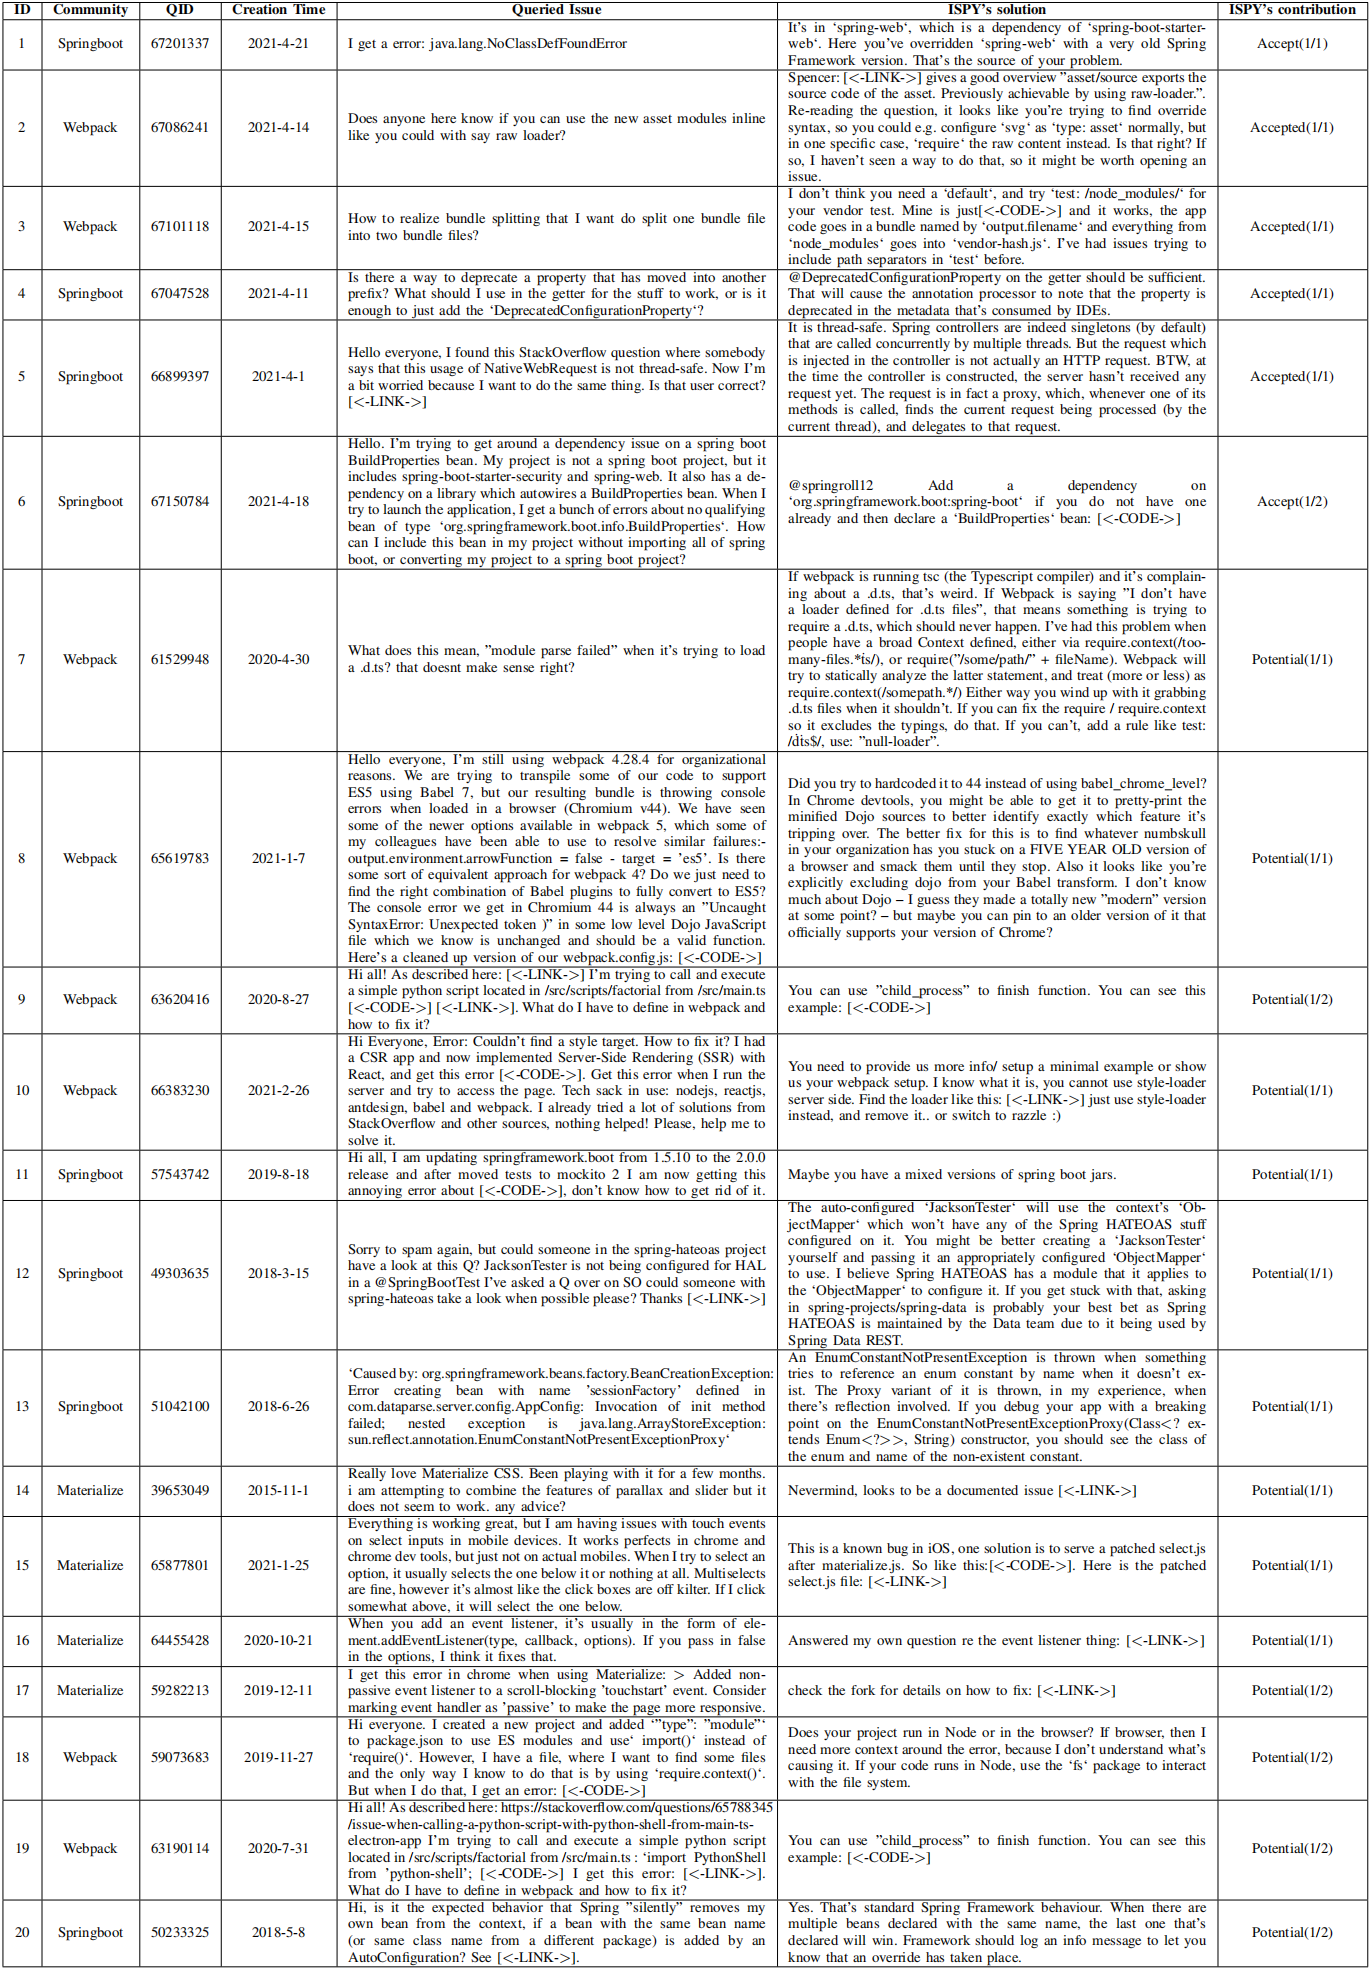 ID Community QID Creation Time Queried Issue ISPY's solution ISPY's contribution
1 Springboot 67201337 2021-4-21 I get a error: java.lang.NoClassDefFoundError
It's in ‘spring-web‘, which is a dependency of ‘spring-boot-starter-
web‘. Here you've overridden ‘spring-web‘ with a very old Spring
Framework version. That's the source of your problem.
Accept(1/1)
2 Webpack 67086241 2021-4-14
Does anyone here know if you can use the new asset modules inline
like you could with say raw loader?
Spencer: [<-LINK->] gives a good overview ”asset/source exports the
source code of the asset. Previously achievable by using raw-loader.”.
Re-reading the question, it looks like you're trying to find override
syntax, so you could e.g. configure ‘svg‘ as ‘type: asset‘ normally, but
in one specific case, ‘require‘ the raw content instead. Is that right? If
so, I haven't seen a way to do that, so it might be worth opening an
issue.
Accepted(1/1)
3 Webpack 67101118 2021-4-15
How to realize bundle splitting that I want do split one bundle file
into two bundle files?
I don't think you need a ‘default‘, and try ‘test: /node_modules/‘ for
your vendor test. Mine is just[<-CODE->] and it works, the app
code goes in a bundle named by ‘output.filename‘ and everything from
‘node_modules‘ goes into ‘vendor-hash.js‘. I've had issues trying to
include path separators in ‘test‘ before.
Accepted(1/1)
4 Springboot 67047528 2021-4-11
Is there a way to deprecate a property that has moved into another
prefix? What should I use in the getter for the stuff to work, or is it
enough to just add the ‘DeprecatedConfigurationProperty‘?
@DeprecatedConfigurationProperty on the getter should be sufficient.
That will cause the annotation processor to note that the property is
deprecated in the metadata that's consumed by IDEs.
Accepted(1/1)
5 Springboot 66899397 2021-4-1
Hello everyone, I found this StackOverflow question where somebody
says that this usage of NativeWebRequest is not thread-safe. Now I'm
a bit worried because I want to do the same thing. Is that user correct?
[<-LINK->]
It is thread-safe. Spring controllers are indeed singletons (by default)
that are called concurrently by multiple threads. But the request which
is injected in the controller is not actually an HTTP request. BTW, at
the time the controller is constructed, the server hasn't received any
request yet. The request is in fact a proxy, which, whenever one of its
methods is called, finds the current request being processed (by the
current thread), and delegates to that request.
Accepted(1/1)
6 Springboot 67150784 2021-4-18
Hello. I'm trying to get around a dependency issue on a spring boot
BuildProperties bean. My project is not a spring boot project, but it
includes spring-boot-starter-security and spring-web. It also has a de-
pendency on a library which autowires a BuildProperties bean. When I
try to launch the application, I get a bunch of errors about no qualifying
bean of type ‘org.springframework.boot.info.BuildProperties‘. How
can I include this bean in my project without importing all of spring
boot, or converting my project to a spring boot project?
@springroll12 Add a dependency on
‘org.springframework.boot:spring-boot‘ if you do not have one
already and then declare a ‘BuildProperties‘ bean: [<-CODE->]
Accept(1/2)
7 Webpack 61529948 2020-4-30
What does this mean, ”module parse failed” when it's trying to load
a .d.ts? that doesnt make sense right?
If webpack is running tsc (the Typescript compiler) and it's complain-
ing about a .d.ts, that's weird. If Webpack is saying ”I don't have
a loader defined for .d.ts files”, that means something is trying to
require a .d.ts, which should never happen. I've had this problem when
people have a broad Context defined, either via require.context(/too-
many-files.*ṫs/), or require(”/some/path/” + fileName). Webpack will
try to statically analyze the latter statement, and treat (more or less) as
require.context(/somepath.*/) Either way you wind up with it grabbing
.d.ts files when it shouldn't. If you can fix the require / require.context
so it excludes the typings, do that. If you can't, add a rule like test:
/ḋṫs$/, use: ”null-loader”.
Potential(1/1)
8 Webpack 65619783 2021-1-7
Hello everyone, I'm still using webpack 4.28.4 for organizational
reasons. We are trying to transpile some of our code to support
ES5 using Babel 7, but our resulting bundle is throwing console
errors when loaded in a browser (Chromium v44). We have seen
some of the newer options available in webpack 5, which some of
my colleagues have been able to use to resolve similar failures:-
output.environment.arrowFunction = false - target = 'es5'. Is there
some sort of equivalent approach for webpack 4? Do we just need to
find the right combination of Babel plugins to fully convert to ES5?
The console error we get in Chromium 44 is always an ”Uncaught
SyntaxError: Unexpected token )” in some low level Dojo JavaScript
file which we know is unchanged and should be a valid function.
Here's a cleaned up version of our webpack.config.js: [<-CODE->]
Did you try to hardcoded it to 44 instead of using babel_chrome_level?
In Chrome devtools, you might be able to get it to pretty-print the
minified Dojo sources to better identify exactly which feature it's
tripping over. The better fix for this is to find whatever numbskull
in your organization has you stuck on a FIVE YEAR OLD version of
a browser and smack them until they stop. Also it looks like you're
explicitly excluding dojo from your Babel transform. I don't know
much about Dojo – I guess they made a totally new ”modern” version
at some point? – but maybe you can pin to an older version of it that
officially supports your version of Chrome?
Potential(1/1)
9 Webpack 63620416 2020-8-27
Hi all! As described here: [<-LINK->] I'm trying to call and execute
a simple python script located in /src/scripts/factorial from /src/main.ts
[<-CODE->] [<-LINK->]. What do I have to define in webpack and
how to fix it?
You can use ”child_process” to finish function. You can see this
example: [<-CODE->]
Potential(1/2)
10 Webpack 66383230 2021-2-26
Hi Everyone, Error: Couldn't find a style target. How to fix it? I had
a CSR app and now implemented Server-Side Rendering (SSR) with
React, and get this error [<-CODE->]. Get this error when I run the
server and try to access the page. Tech sack in use: nodejs, reactjs,
antdesign, babel and webpack. I already tried a lot of solutions from
StackOverflow and other sources, nothing helped! Please, help me to
solve it.
You need to provide us more info/ setup a minimal example or show
us your webpack setup. I know what it is, you cannot use style-loader
server side. Find the loader like this: [<-LINK->] just use style-loader
instead, and remove it.. or switch to razzle :)
Potential(1/1)
11 Springboot 57543742 2019-8-18
Hi all, I am updating springframework.boot from 1.5.10 to the 2.0.0
release and after moved tests to mockito 2 I am now getting this
annoying error about [<-CODE->], don't know how to get rid of it.
Maybe you have a mixed versions of spring boot jars.
Potential(1/1)
12 Springboot 49303635 2018-3-15
Sorry to spam again, but could someone in the spring-hateoas project
have a look at this Q? JacksonTester is not being configured for HAL
in a @SpringBootTest I've asked a Q over on SO could someone with
spring-hateoas take a look when possible please? Thanks [<-LINK->]
The auto-configured ‘JacksonTester‘ will use the context's ‘Ob-
jectMapper‘ which won't have any of the Spring HATEOAS stuff
configured on it. You might be better creating a ‘JacksonTester‘
yourself and passing it an appropriately configured ‘ObjectMapper‘
to use. I believe Spring HATEOAS has a module that it applies to
the ‘ObjectMapper‘ to configure it. If you get stuck with that, asking
in spring-projects/spring-data is probably your best bet as Spring
HATEOAS is maintained by the Data team due to it being used by
Spring Data REST.
Potential(1/1)
13 Springboot 51042100 2018-6-26
‘Caused by: org.springframework.beans.factory.BeanCreationException:
Error creating bean with name 'sessionFactory' defined in
com.dataparse.server.config.AppConfig: Invocation of init method
failed; nested exception is java.lang.ArrayStoreException:
sun.reflect.annotation.EnumConstantNotPresentExceptionProxy‘
An EnumConstantNotPresentException is thrown when something
tries to reference an enum constant by name when it doesn't ex-
ist. The Proxy variant of it is thrown, in my experience, when
there's reflection involved. If you debug your app with a breaking
point on the EnumConstantNotPresentExceptionProxy(Class<? ex-
tends Enum<?>>, String) constructor, you should see the class of
the enum and name of the non-existent constant.
Potential(1/1)
14 Materialize 39653049 2015-11-1
Really love Materialize CSS. Been playing with it for a few months.
i am attempting to combine the features of parallax and slider but it
does not seem to work. any advice?
Nevermind, looks to be a documented issue [<-LINK->]
Potential(1/1)
15 Materialize 65877801 2021-1-25
Everything is working great, but I am having issues with touch events
on select inputs in mobile devices. It works perfects in chrome and
chrome dev tools, but just not on actual mobiles. When I try to select an
option, it usually selects the one below it or nothing at all. Multiselects
are fine, however it's almost like the click boxes are off kilter. If I click
somewhat above, it will select the one below.
This is a known bug in iOS, one solution is to serve a patched select.js
after materialize.js. So like this:[<-CODE->]. Here is the patched
select.js file: [<-LINK->]
Potential(1/1)
16 Materialize 64455428 2020-10-21
When you add an event listener, it's usually in the form of ele-
ment.addEventListener(type, callback, options). If you pass in false
in the options, I think it fixes that.
Answered my own question re the event listener thing: [<-LINK->]
Potential(1/1)
17 Materialize 59282213 2019-12-11
I get this error in chrome when using Materialize: > Added non-
passive event listener to a scroll-blocking 'touchstart' event. Consider
marking event handler as 'passive' to make the page more responsive.
check the fork for details on how to fix: [<-LINK->]
Potential(1/2)
18 Webpack 59073683 2019-11-27
Hi everyone. I created a new project and added ‘”type”: ”module”‘
to package.json to use ES modules and use‘ import()‘ instead of
‘require()‘. However, I have a file, where I want to find some files
and the only way I know to do that is by using ‘require.context()‘.
But when I do that, I get an error: [<-CODE->]
Does your project run in Node or in the browser? If browser, then I
need more context around the error, because I don't understand what's
causing it. If your code runs in Node, use the ‘fs‘ package to interact
with the file system.
Potential(1/2)
19 Webpack 63190114 2020-7-31
Hi all! As described here: https://stackoverflow.com/questions/65788345
/issue-when-calling-a-python-script-with-python-shell-from-main-ts-
electron-app I'm trying to call and execute a simple python script
located in /src/scripts/factorial from /src/main.ts : ‘import PythonShell
from 'python-shell'; [<-CODE->] I get this error: [<-LINK->].
What do I have to define in webpack and how to fix it?
You can use ”child_process” to finish function. You can see this
example: [<-CODE->]
Potential(1/2)
20 Springboot 50233325 2018-5-8
Hi, is it the expected behavior that Spring ”silently” removes my
own bean from the context, if a bean with the same bean name
(or same class name from a different package) is added by an
AutoConfiguration? See [<-LINK->].
Yes. That's standard Spring Framework behaviour. When there are
multiple beans declared with the same name, the last one that's
declared will win. Framework should log an info message to let you
know that an override has taken place.
Potential(1/2)